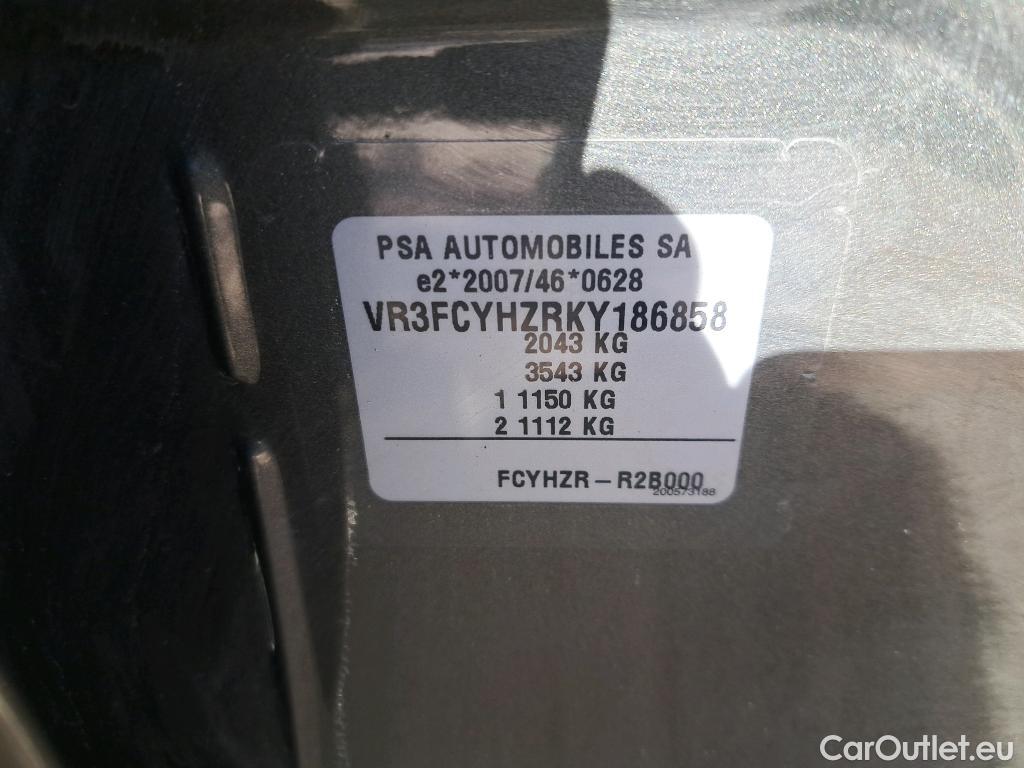 PSA AUTOMOBILES SA
e2*2007/46*0628
VR3FCYHZRKY186858
2043 KG
3543 KG
1 1150 KG
2 1112 KG
FCYHZR - R2B000
200573188
CarOutlet.eu